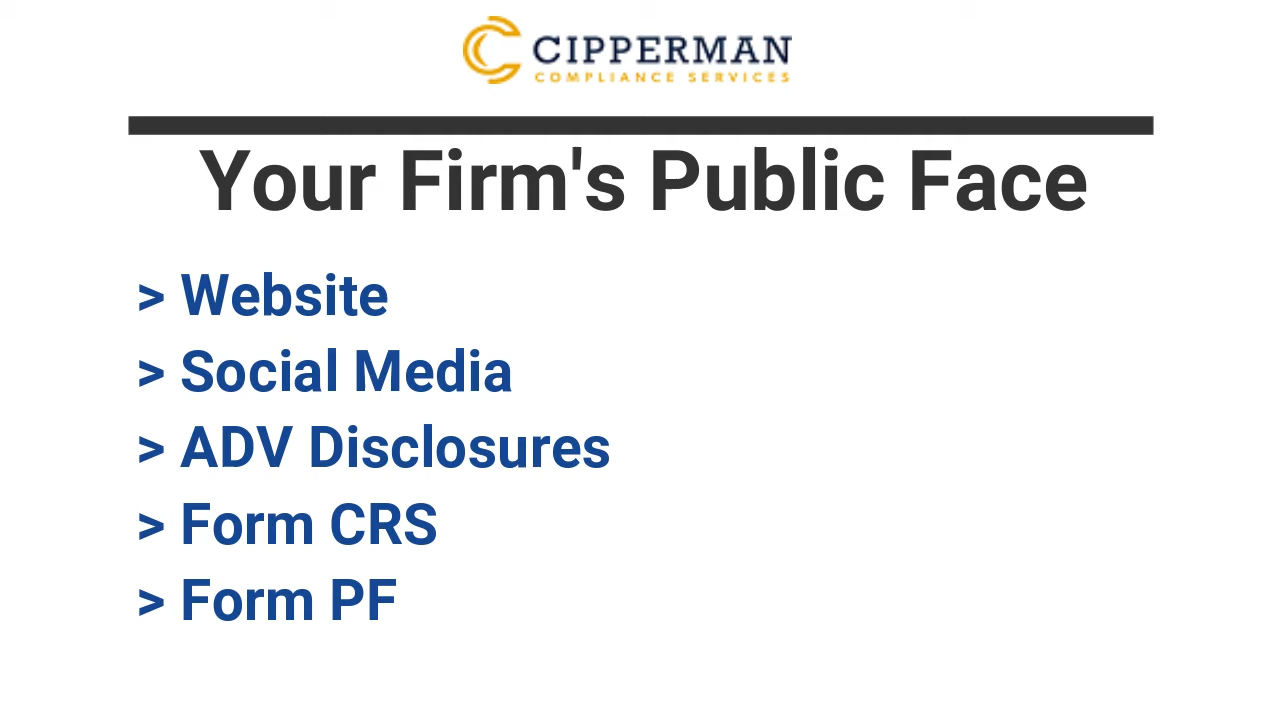 CIPPERMAN
COMPLIANCE SERVICES
Your Firm's Public Face
> Website
> Social Media
> ADV Disclosures
> Form CRS
> Form PF